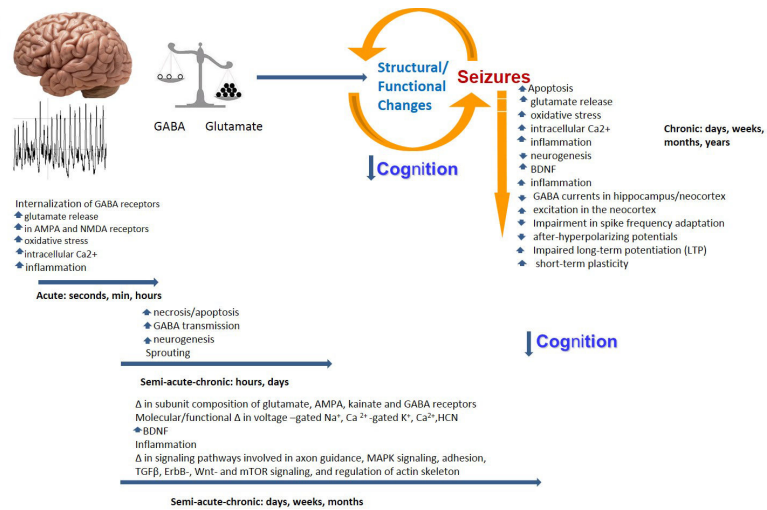 GABA Glutamate
Structural/
Functional
Changes
Seizures
Cognition
Apoptosis
glutamate release
oxidative stress
intracellular Ca2+
inflammation
neurogenesis
BDNF
inflammation
GABA currents in hippocampus/neocortex
excitation in the neocortex
Impairment in spike frequency adaptation
after-hyperpolarizing potentials
Impaired long-term potentiation (LTP)
short-term plasticity
Chronic: days, weeks,
months, years
Internalization of GABA receptors
glutamate release
in AMPA and NMDA receptors
oxidative stress
intracellular Ca2+
inflammation
Acute: seconds, min, hours
necrosis/apoptosis
GABA transmission
neurogenesis
Sprouting
Semi-acute-chronic: hours, days
Cognition
Δ in subunit composition of glutamate, AMPA, kainate and GABA receptors
Molecular/functional Δ in voltage –gated Na⁺, Ca ²⁺ -gated K⁺, Ca²⁺,HCN
BDNF
Inflammation
Δ in signaling pathways involved in axon guidance, MAPK signaling, adhesion,
TGFβ, ErbB-, Wnt- and mTOR signaling, and regulation of actin skeleton
Semi-acute-chronic: days, weeks, months